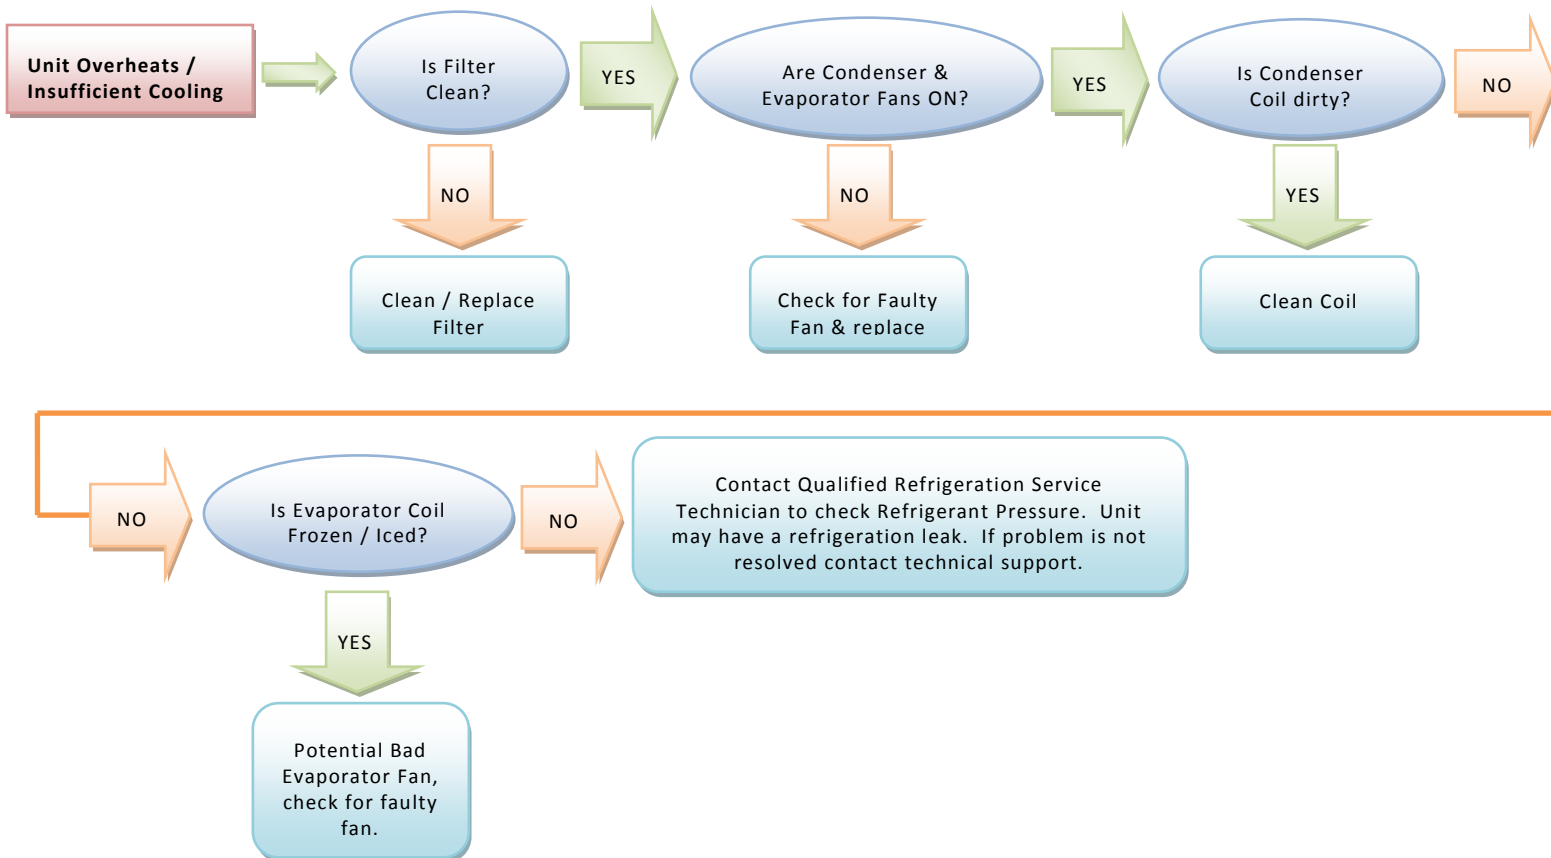 Unit Overheats /
Insufficient Cooling
Is Filter
Clean?
YES
Are Condenser &
Evaporator Fans ON?
YES
Is Condenser
Coil dirty?
NO
NO
NO
YES
Clean / Replace
Filter
Check for Faulty
Fan & replace
Clean Coil
NO
Is Evaporator Coil
Frozen / Iced?
NO
Contact Qualified Refrigeration Service
Technician to check Refrigerant Pressure.  Unit
may have a refrigeration leak.  If problem is not
resolved contact technical support.
YES
Potential Bad
Evaporator Fan,
check for faulty
fan.